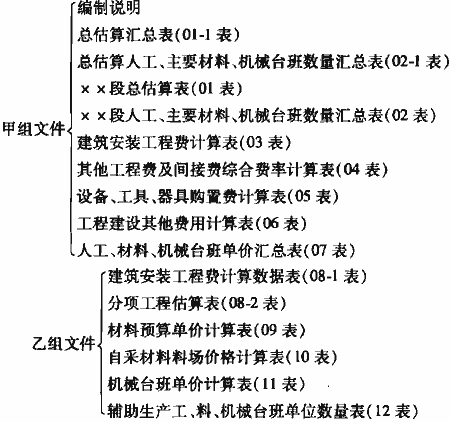 编制说明
总估算汇总表(01-1 表)
总估算人工、主要材料、机械台班数量汇总表(02-1 表)
××段总估算表(01 表)
××段人工、主要材料、机械台班数量汇总表(02 表)
甲组文件
建筑安装工程费计算表(03 表)
其他工程费及间接费综合费率计算表(04 表)
设备、工具、器具购置费计算表(05 表)
工程建设其他费用计算表(06 表)
人工、材料、机械台班单价汇总表(07 表)
建筑安装工程费计算数据表(08-1 表)
分项工程估算表(08-2 表)
材料预算单价计算表(09 表)
乙组文件
自采材料料场价格计算表(10 表)
机械台班单价计算表(11 表)
辅助生产工、料、机械台班单位数量表(12 表)